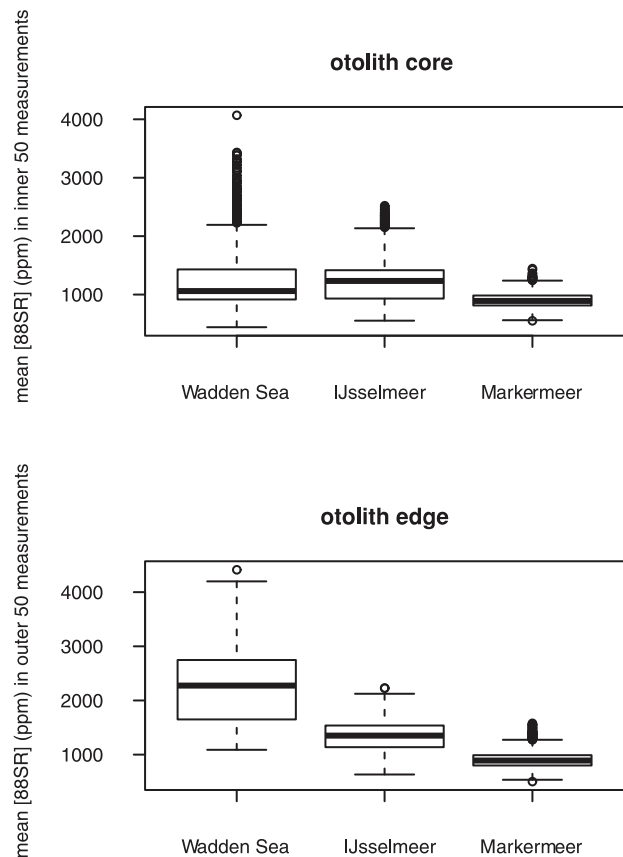 otolith core
mean [88SR] (ppm) in inner 50 measurements
4000
3000
2000
1000
Wadden Sea IJsselmeer Markermeer
otolith edge
mean [88SR] (ppm) in outer 50 measurements
4000
3000
2000
1000
Wadden Sea IJsselmeer Markermeer